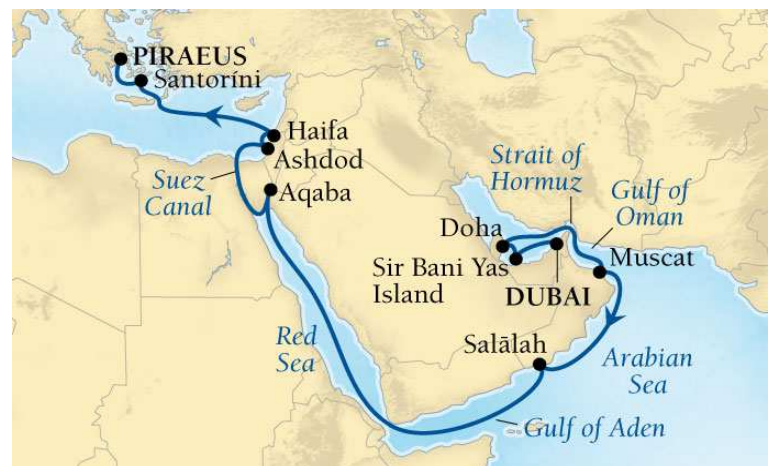 PIRAEUS
Santoríni
Haifa
Ashdod
Suez
Canal
Aqaba
Strait of
Hormuz
Gulf of
Oman
Doha
Sir Bani Yas
Island
DUBAI
Muscat
Red
Sea
Salālah
Arabian
Sea
Gulf of Aden